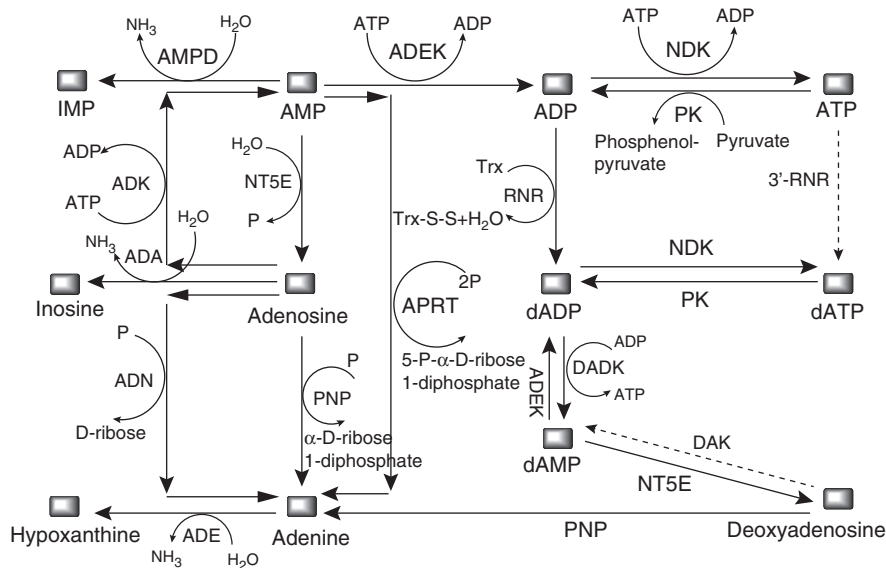 NH3
H2O
AMPD
ATP
ADP
ADEK
ATP
ADP
NDK
IMP
AMP
ADP
ATP
PK
Phosphenol-
pyruvate
Pyruvate
ADP
ADK
ATP
H2O
NT5E
P
Trx
RNR
Trx-S-S+H2O
3'-RNR
H2O
NH3
ADA
NDK
PK
Inosine
Adenosine
2P
APRT
dADP
dATP
P
ADN
D-ribose
P
PNP
α-D-ribose
1-diphosphate
5-P-α-D-ribose
1-diphosphate
ADEK
ADP
DADK
ATP
dAMP
DAK
NT5E
Hypoxanthine
NH3
ADE
H2O
Adenine
PNP
Deoxyadenosine